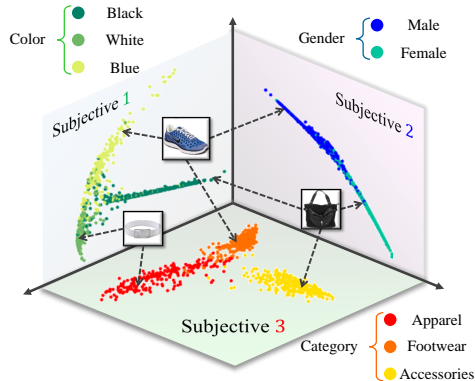 Color
Black
White
Blue
Gender
Male
Female
Subjective 1
Subjective 2
Subjective 3
Category
Apparel
Footwear
Accessories